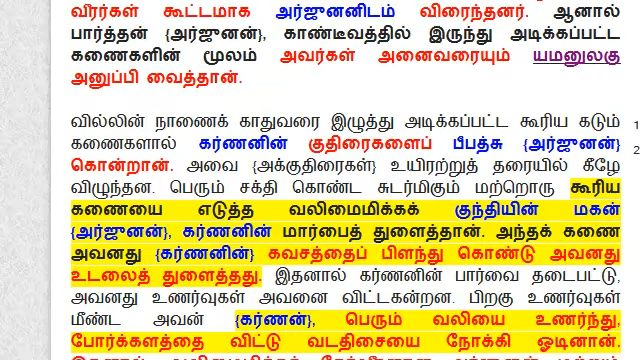 வீரர்கள் கூட்டமாக அர்ஜுனனிடம் விரைந்தனர். ஆனால்
பார்த்தன் {அர்ஜுனன்}, காண்டீவத்தில் இருந்து அடிக்கப்பட்ட
கணைகளின் மூலம் அவர்கள் அனைவரையும் யமனுலகு
அனுப்பி வைத்தான்.
வில்லின் நாணைக் காதுவரை இழுத்து அடிக்கப்பட்ட கூரிய கடும்
கணைகளால் கர்ணனின் குதிரைகளைப் பீபத்சு {அர்ஜுனன்}
கொன்றான். அவை {அக்குதிரைகள்} உயிரற்றுத் தரையில் கீழே
விழுந்தன. பெரும் சக்தி கொண்ட சுடர்மிகும் மற்றொரு கூரிய
கணையை எடுத்த வலிமைமிக்கக் குந்தியின் மகன்
{அர்ஜுனன்}, கர்ணனின் மார்பைத் துளைத்தான். அந்தக் கணை
அவனது {கர்ணனின்} கவசத்தைப் பிளந்து கொண்டு அவனது
உடலைத் துளைத்தது. இதனால் கர்ணனின் பார்வை தடைபட்டு,
அவனது உணர்வுகள் அவனை விட்டகன்றன. பிறகு உணர்வுகள்
மீண்ட அவன் {கர்ணன்}, பெரும் வலியை உணர்ந்து,
போர்க்களத்தை விட்டு வடதிசையை நோக்கி ஓடினான்.
1
2